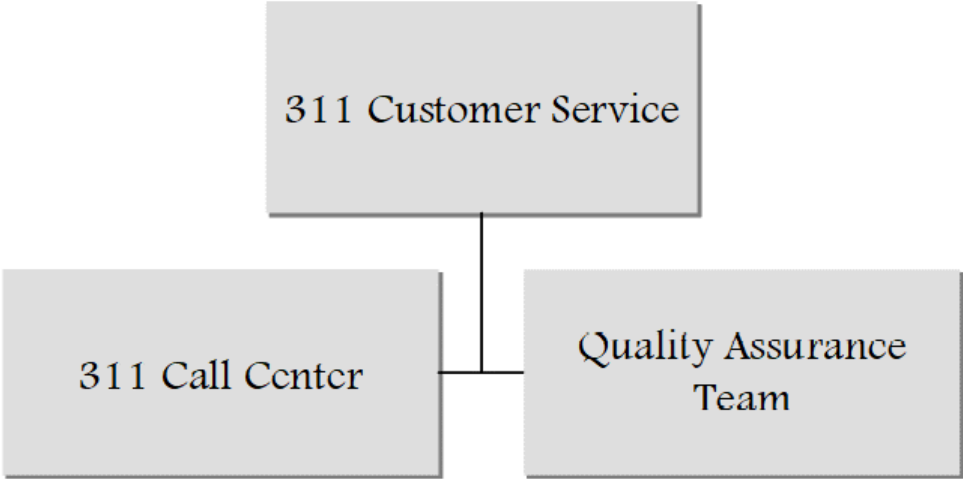 311 Customer Service
311 Call Center
Quality Assurance
Team